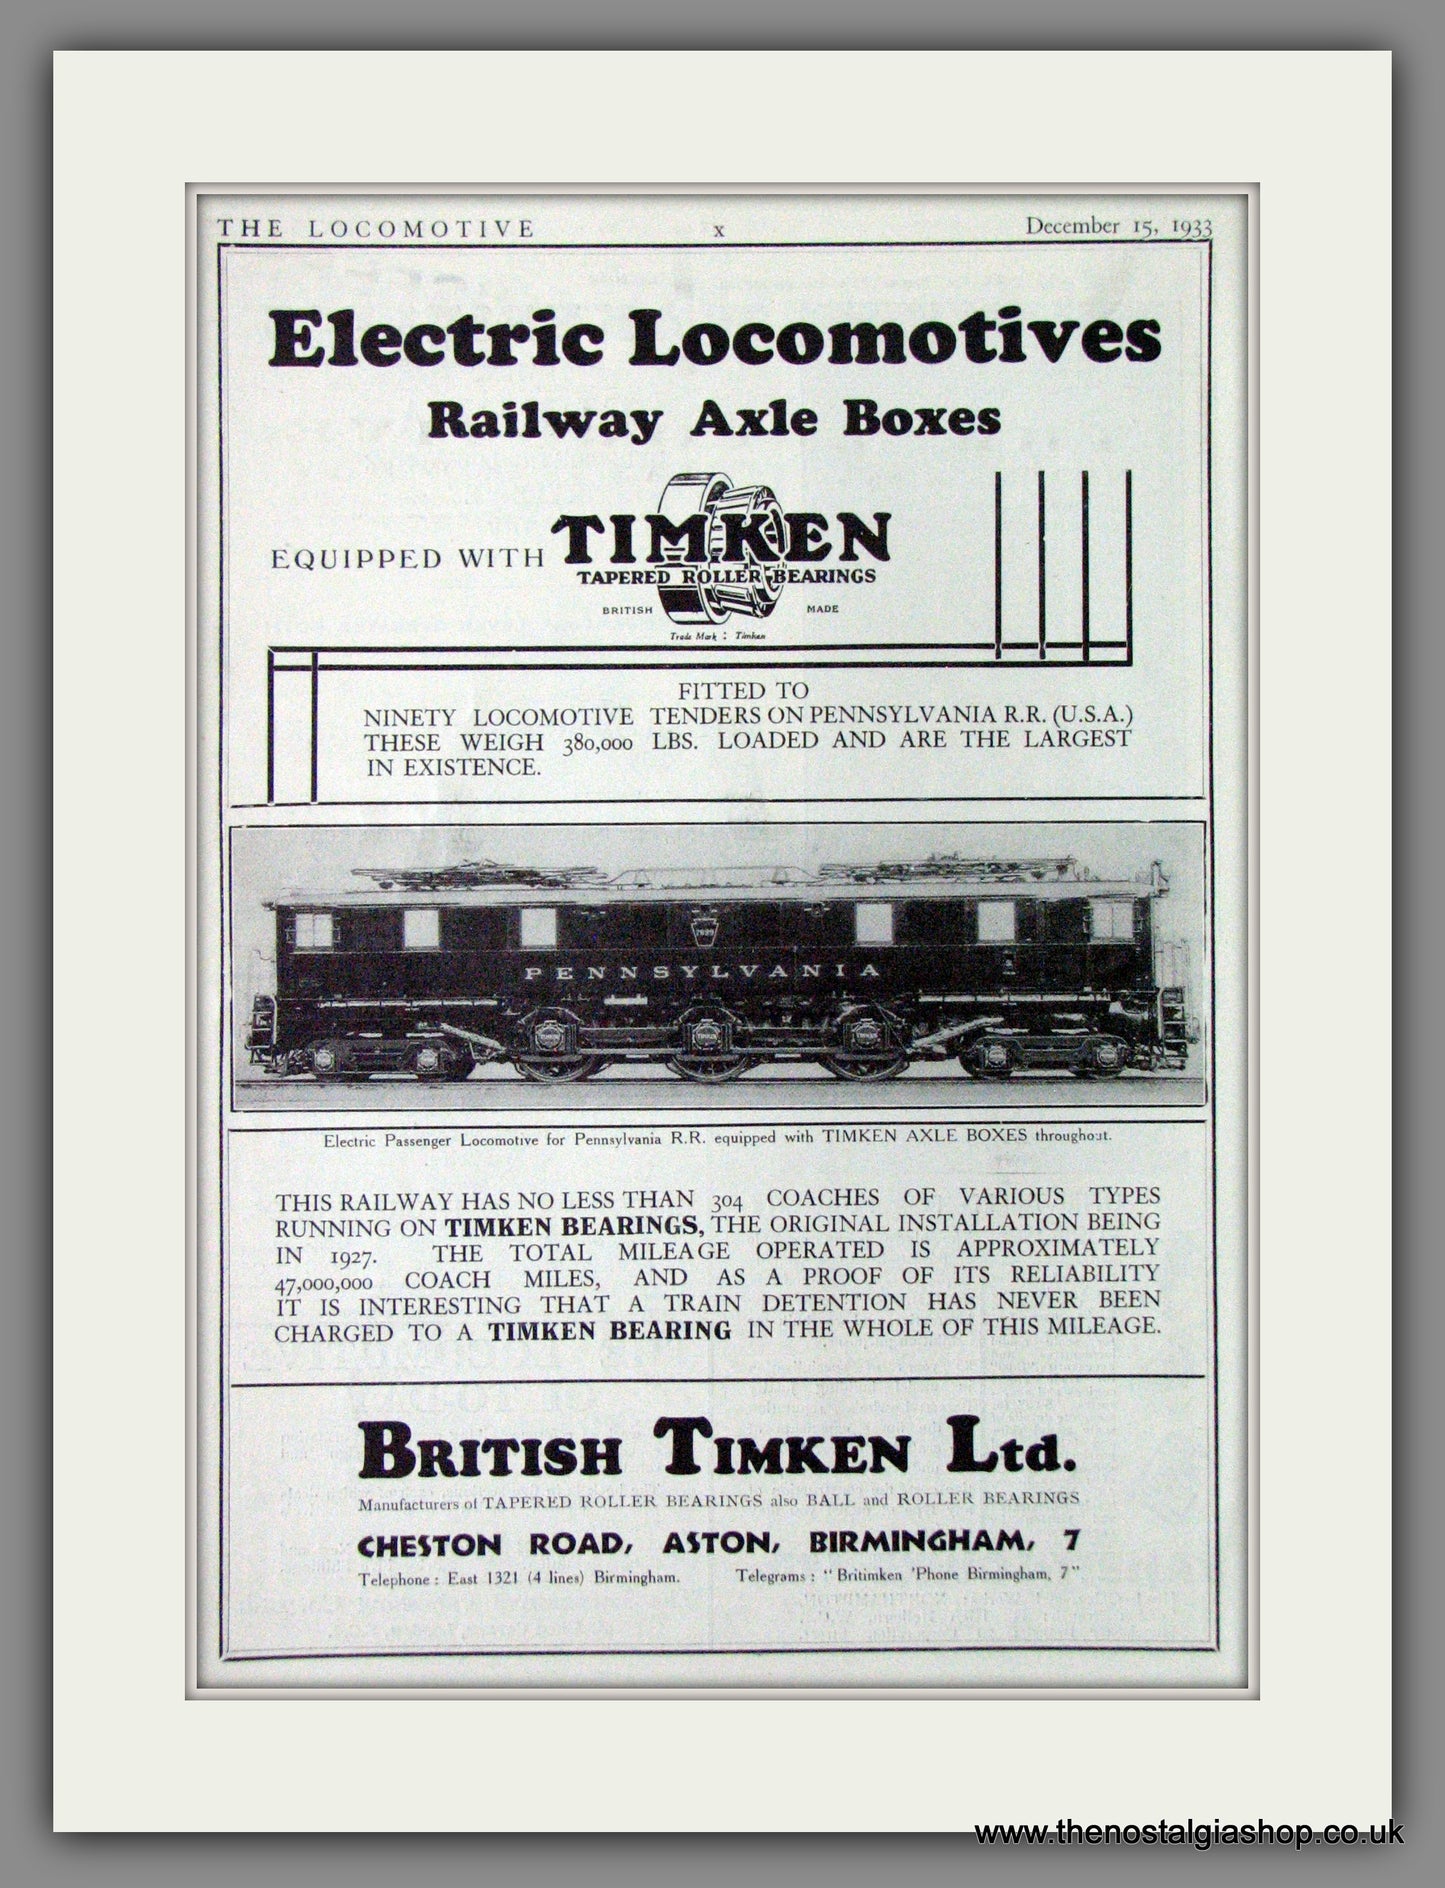 THE LOCOMOTIVE x December 15, 1933
Electric Locomotives
Railway Axle Boxes
EQUIPPED WITH TIMKEN
TAPERED ROLLER BEARINGS
BRITISH MADE
Trade Mark : Timken
FITTED TO
NINETY LOCOMOTIVE TENDERS ON PENNSYLVANIA R.R. (U.S.A.)
THESE WEIGH 380,000 LBS. LOADED AND ARE THE LARGEST
IN EXISTENCE.
PENNSYLVANIA
Electric Passenger Locomotive for Pennsylvania R.R. equipped with TIMKEN AXLE BOXES throughout.
THIS RAILWAY HAS NO LESS THAN 304 COACHES OF VARIOUS TYPES
RUNNING ON TIMKEN BEARINGS, THE ORIGINAL INSTALLATION BEING
IN 1927. THE TOTAL MILEAGE OPERATED IS APPROXIMATELY
47,000,000 COACH MILES, AND AS A PROOF OF ITS RELIABILITY
IT IS INTERESTING THAT A TRAIN DETENTION HAS NEVER BEEN
CHARGED TO A TIMKEN BEARING IN THE WHOLE OF THIS MILEAGE.
BRITISH TIMKEN Ltd.
Manufacturers of TAPERED ROLLER BEARINGS also BALL and ROLLER BEARINGS
CHESTON ROAD, ASTON, BIRMINGHAM, 7
Telephone : East 1321 (4 lines) Birmingham. Telegrams : "Britimken 'Phone Birmingham, 7"
www.thenostalgiashop.co.uk